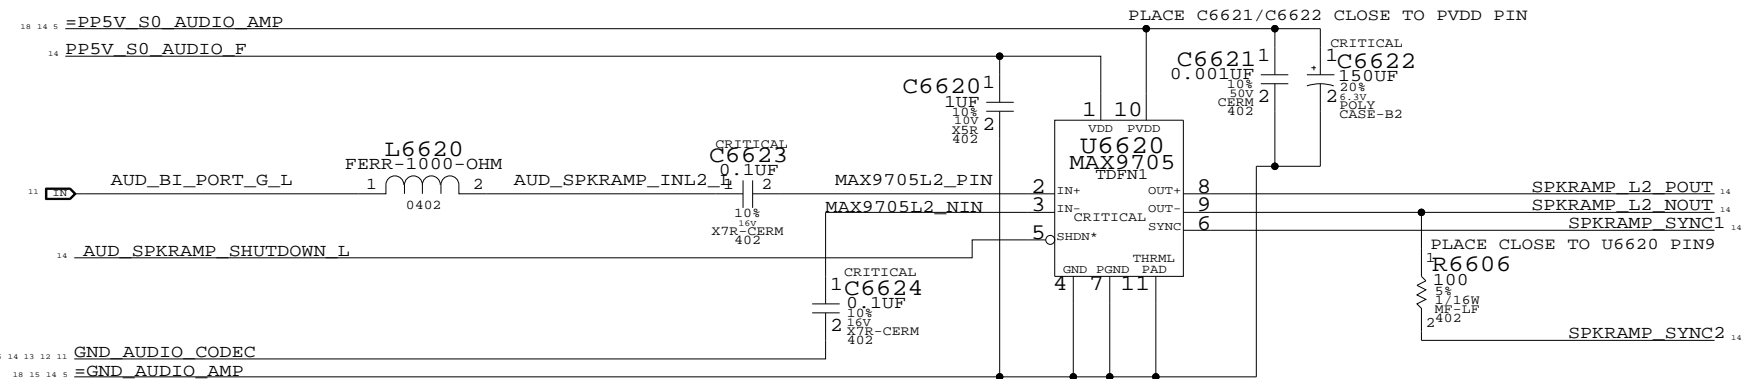 PLACE C6621/C6622 CLOSE TO PVDD PIN
18 14 5 =PP5V_S0_AUDIO_AMP
14 PP5V_S0_AUDIO_F
C6620 1
1UF
10%
10V
X5R 2
402
C6621 1
0.001UF
10%
50V
CERM 2
402
CRITICAL
+ 1 C6622
150UF
20%
2 6.3V
POLY
CASE-B2
1 10
VDD PVDD
U6620
MAX9705
TDFN1
CRITICAL
L6620
FERR-1000-OHM
1 2
0402
CRITICAL
C6623
0.1UF
1 2
10%
16V
X7R-CERM
402
11 IN AUD_BI_PORT_G_L
AUD_SPKRAMP_INL2_L
MAX9705L2_PIN 2 IN+
MAX9705L2_NIN 3 IN-
5 SHDN*
OUT+ 8 SPKRAMP_L2_POUT 14
OUT- 9 SPKRAMP_L2_NOUT 14
SYNC 6 SPKRAMP_SYNC1 14
14 AUD_SPKRAMP_SHUTDOWN_L
THRML
GND PGND PAD
4 7 11
PLACE CLOSE TO U6620 PIN9
1 R6606
100
5%
1/16W
MF-LF
2 402
SPKRAMP_SYNC2 14
CRITICAL
1 C6624
0.1UF
10%
2 16V
X7R-CERM
402
14 13 12 11 GND_AUDIO_CODEC
18 15 14 5 =GND_AUDIO_AMP